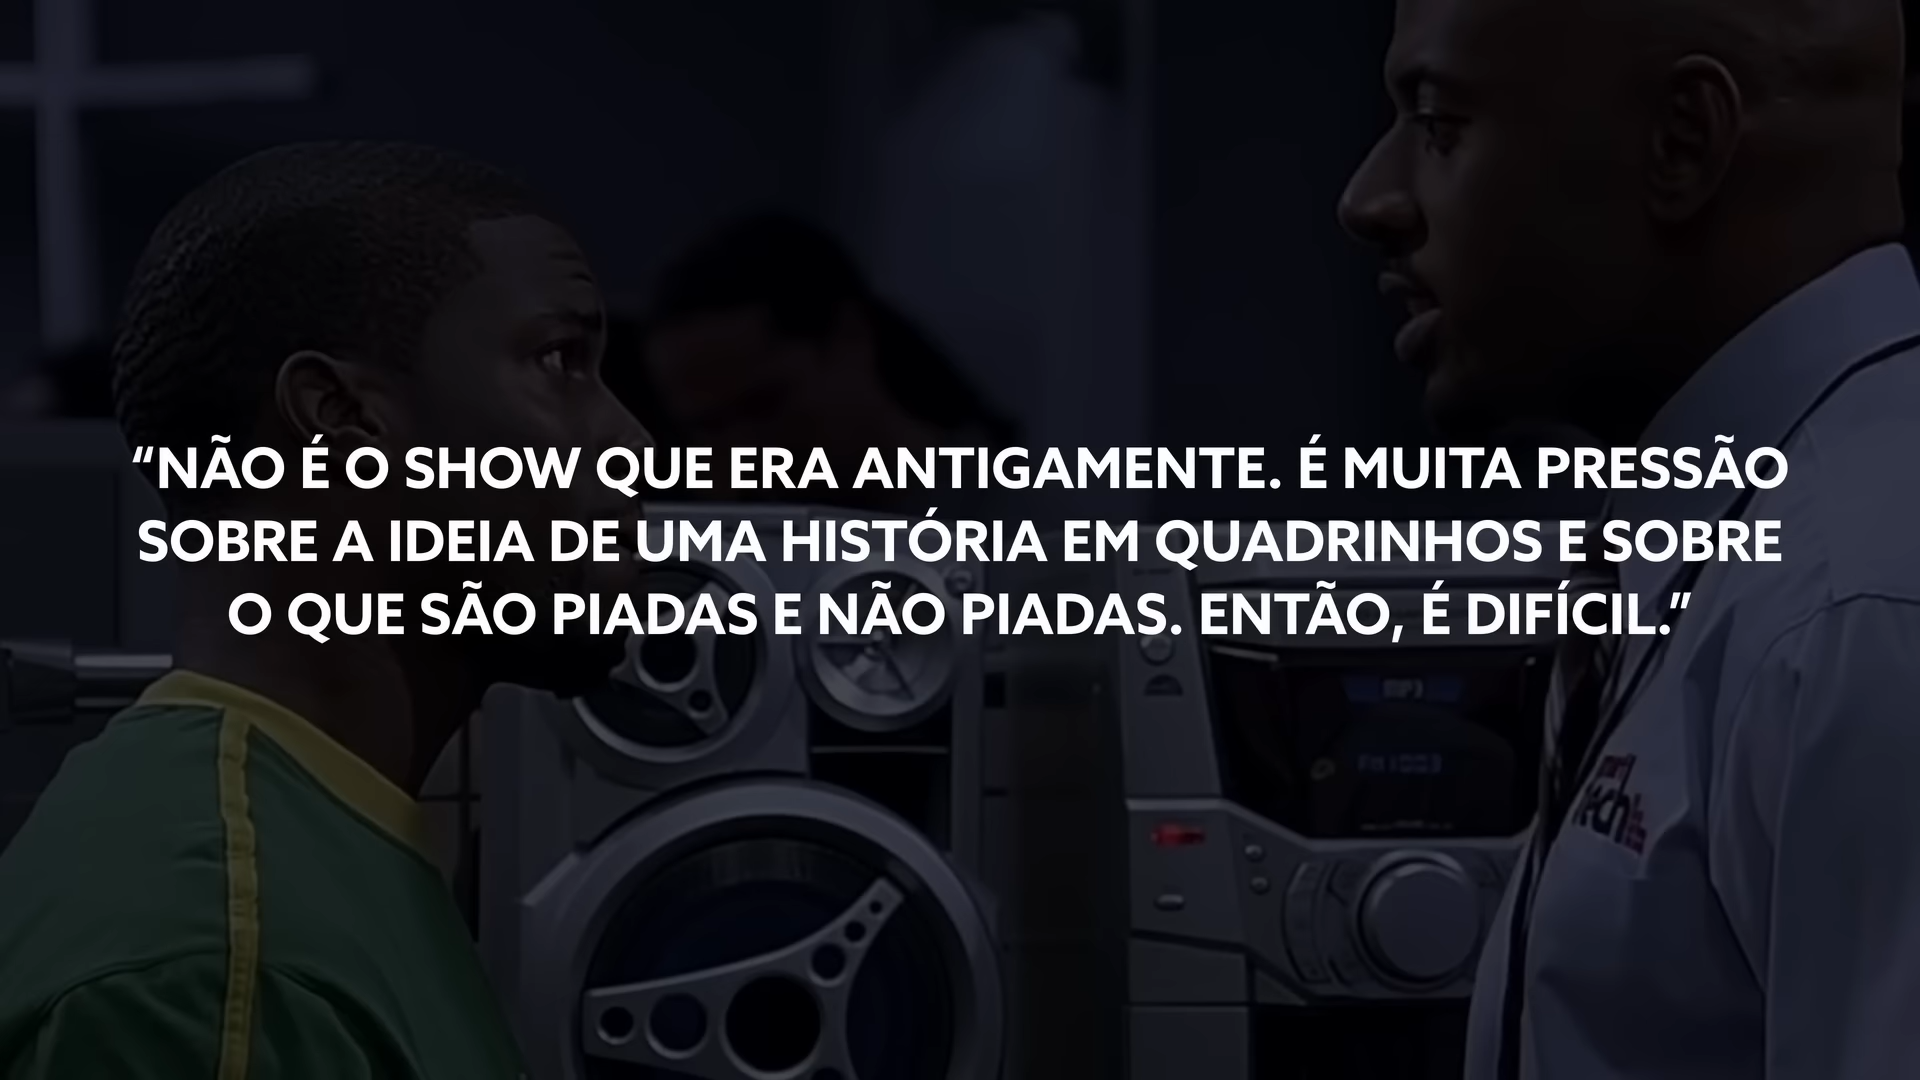 “NÃO É O SHOW QUE ERA ANTIGAMENTE. É MUITA PRESSÃO
SOBRE A IDEIA DE UMA HISTÓRIA EM QUADRINHOS E SOBRE
O QUE SÃO PIADAS E NÃO PIADAS. ENTÃO, É DIFÍCIL.”
MP3